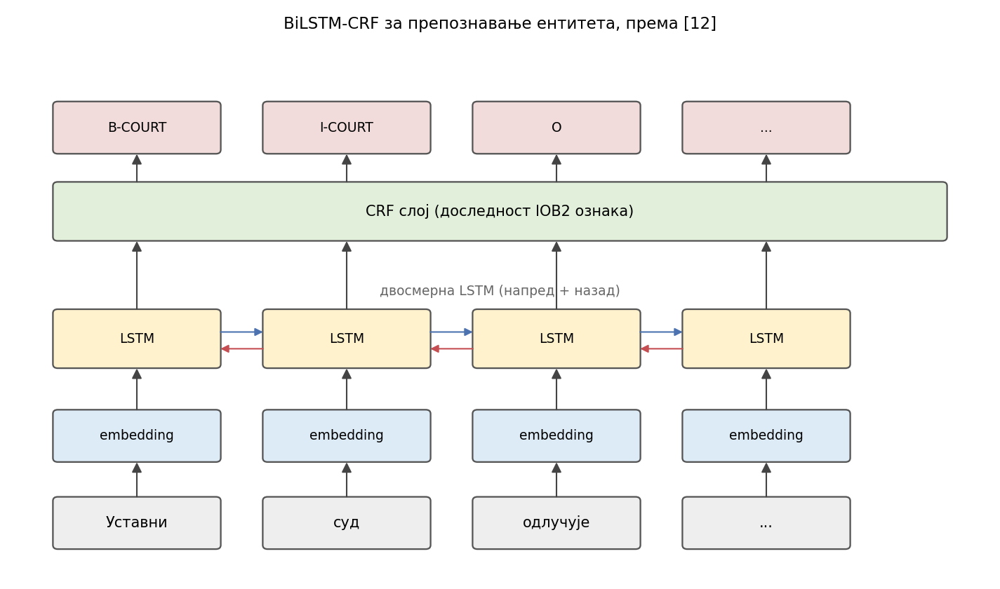 BiLSTM-CRF за препознавање ентитета, према [12]
B-COURT
I-COURT
O
...
CRF слој (доследност IOB2 ознака)
двосмерна LSTM (напред + назад)
LSTM
LSTM
LSTM
LSTM
embedding
embedding
embedding
embedding
Уставни
суд
одлучује
...